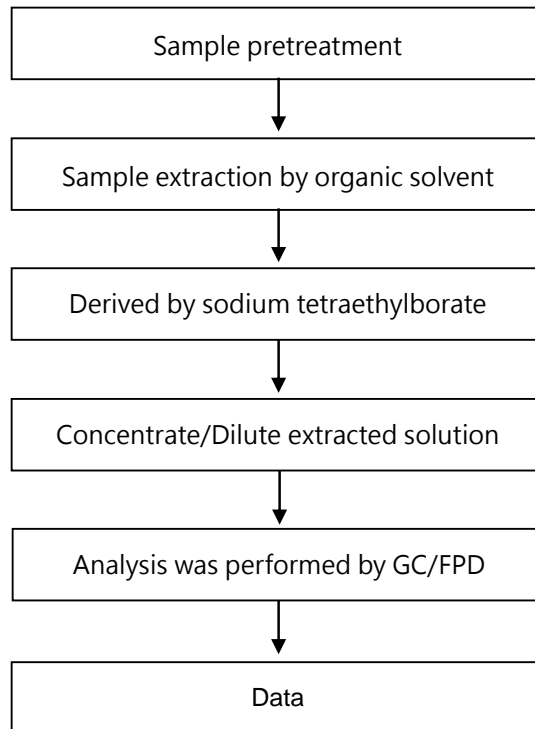 Sample pretreatment
Sample extraction by organic solvent
Derived by sodium tetraethylborate
Concentrate/Dilute extracted solution
Analysis was performed by GC/FPD
Data